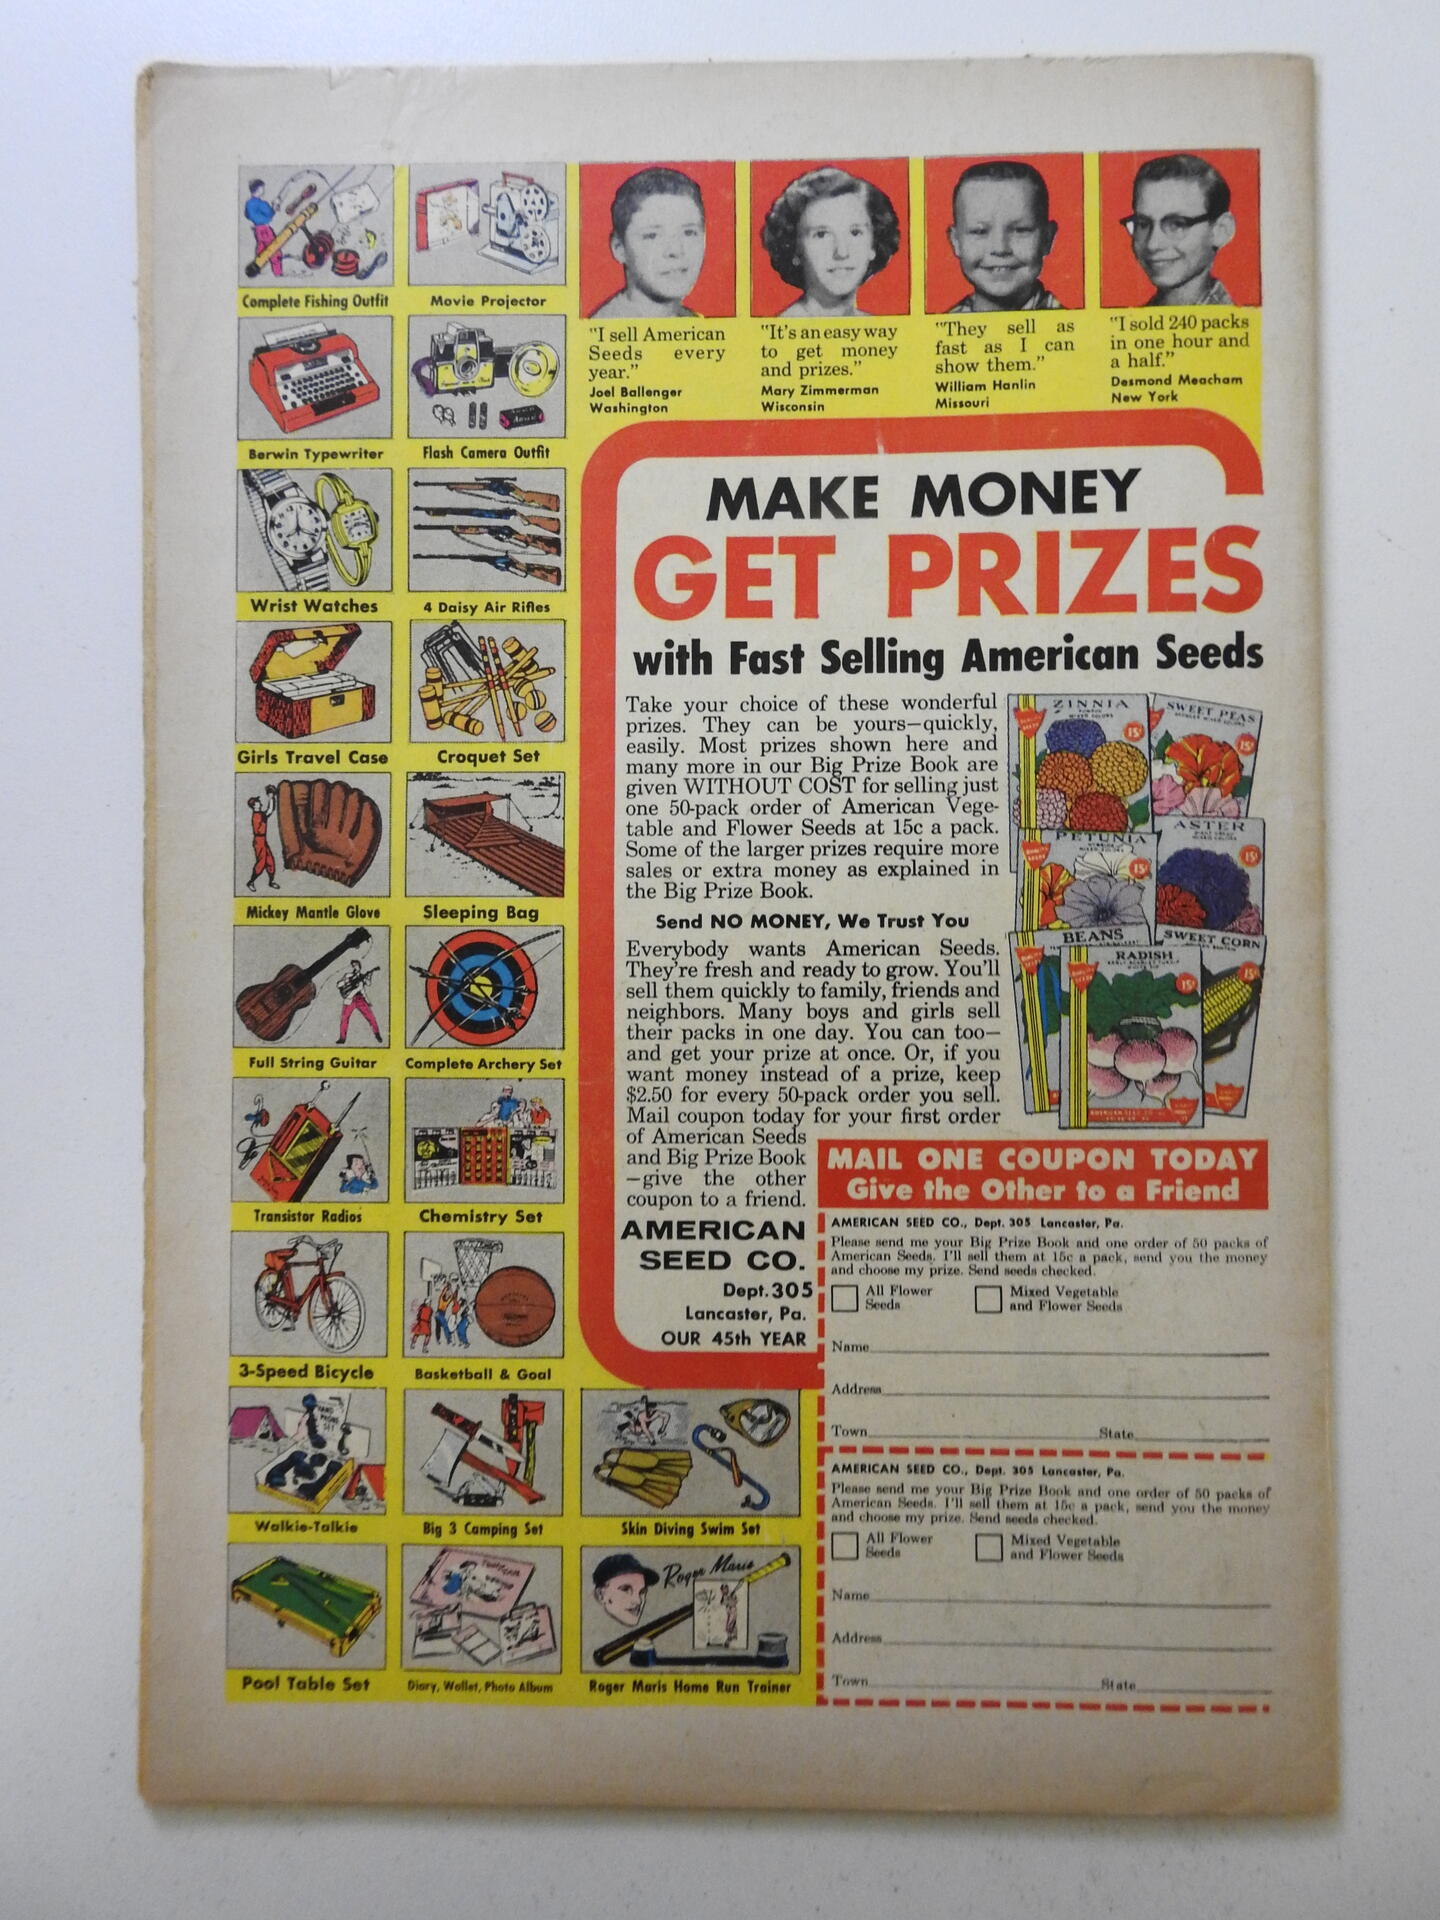 Complete Fishing Outfit
Movie Projector
Berwin Typewriter
Flash Camera Outfit
Wrist Watches
4 Daisy Air Rifles
Girls Travel Case
Croquet Set
Mickey Mantle Glove
Sleeping Bag
Full String Guitar
Complete Archery Set
Transistor Radios
Chemistry Set
3-Speed Bicycle
Basketball & Goal
Walkie-Talkie
Big 3 Camping Set
Skin Diving Swim Set
Pool Table Set
Diary, Wallet, Photo Album
Roger Maris
Roger Maris Home Run Trainer
"I sell American
Seeds every
year."
Joel Ballenger
Washington
"It's an easy way
to get money
and prizes."
Mary Zimmerman
Wisconsin
"They sell as
fast as I can
show them."
William Hanlin
Missouri
"I sold 240 packs
in one hour and
a half."
Desmond Meacham
New York
MAKE MONEY
GET PRIZES
with Fast Selling American Seeds
Take your choice of these wonderful
prizes. They can be yours—quickly,
easily. Most prizes shown here and
many more in our Big Prize Book are
given WITHOUT COST for selling just
one 50-pack order of American Vege-
table and Flower Seeds at 15c a pack.
Some of the larger prizes require more
sales or extra money as explained in
the Big Prize Book.
Send NO MONEY, We Trust You
Everybody wants American Seeds.
They're fresh and ready to grow. You'll
sell them quickly to family, friends and
neighbors. Many boys and girls sell
their packs in one day. You can too—
and get your prize at once. Or, if you
want money instead of a prize, keep
$2.50 for every 50-pack order you sell.
Mail coupon today for your first order
of American Seeds
and Big Prize Book
—give the other
coupon to a friend.
AMERICAN
SEED CO.
Dept. 305
Lancaster, Pa.
OUR 45th YEAR
ZINNIA
15¢
SWEET PEAS
15¢
PETUNIA
15¢
ASTER
15¢
BEANS
RADISH
15¢
SWEET CORN
15¢
MAIL ONE COUPON TODAY
Give the Other to a Friend
AMERICAN SEED CO., Dept. 305 Lancaster, Pa.
Please send me your Big Prize Book and one order of 50 packs of
American Seeds. I'll sell them at 15c a pack, send you the money
and choose my prize. Send seeds checked.
All Flower
Seeds
Mixed Vegetable
and Flower Seeds
Name
Address
Town State
AMERICAN SEED CO., Dept. 305 Lancaster, Pa.
Please send me your Big Prize Book and one order of 50 packs of
American Seeds. I'll sell them at 15c a pack, send you the money
and choose my prize. Send seeds checked.
All Flower
Seeds
Mixed Vegetable
and Flower Seeds
Name
Address
Town State